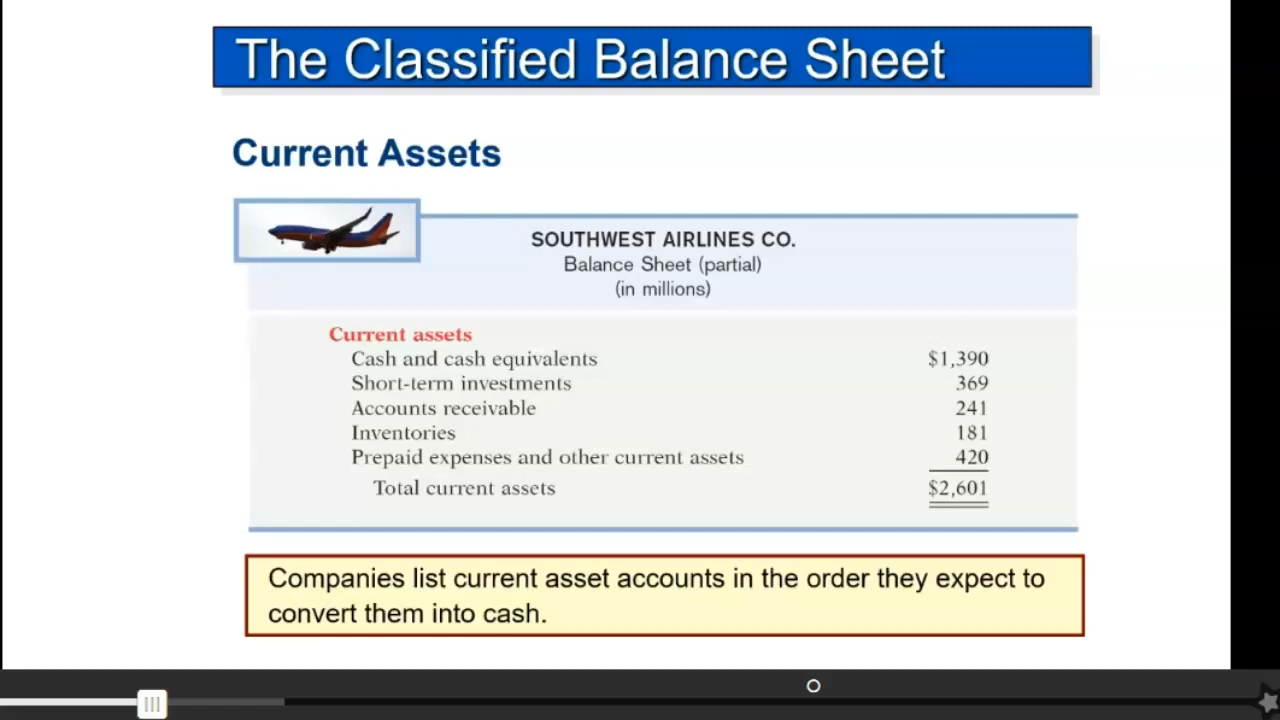 The Classified Balance Sheet
Current Assets
SOUTHWEST AIRLINES CO.
Balance Sheet (partial)
(in millions)
Current assets
Cash and cash equivalents $1,390
Short-term investments 369
Accounts receivable 241
Inventories 181
Prepaid expenses and other current assets 420
Total current assets $2,601
Companies list current asset accounts in the order they expect to
convert them into cash.